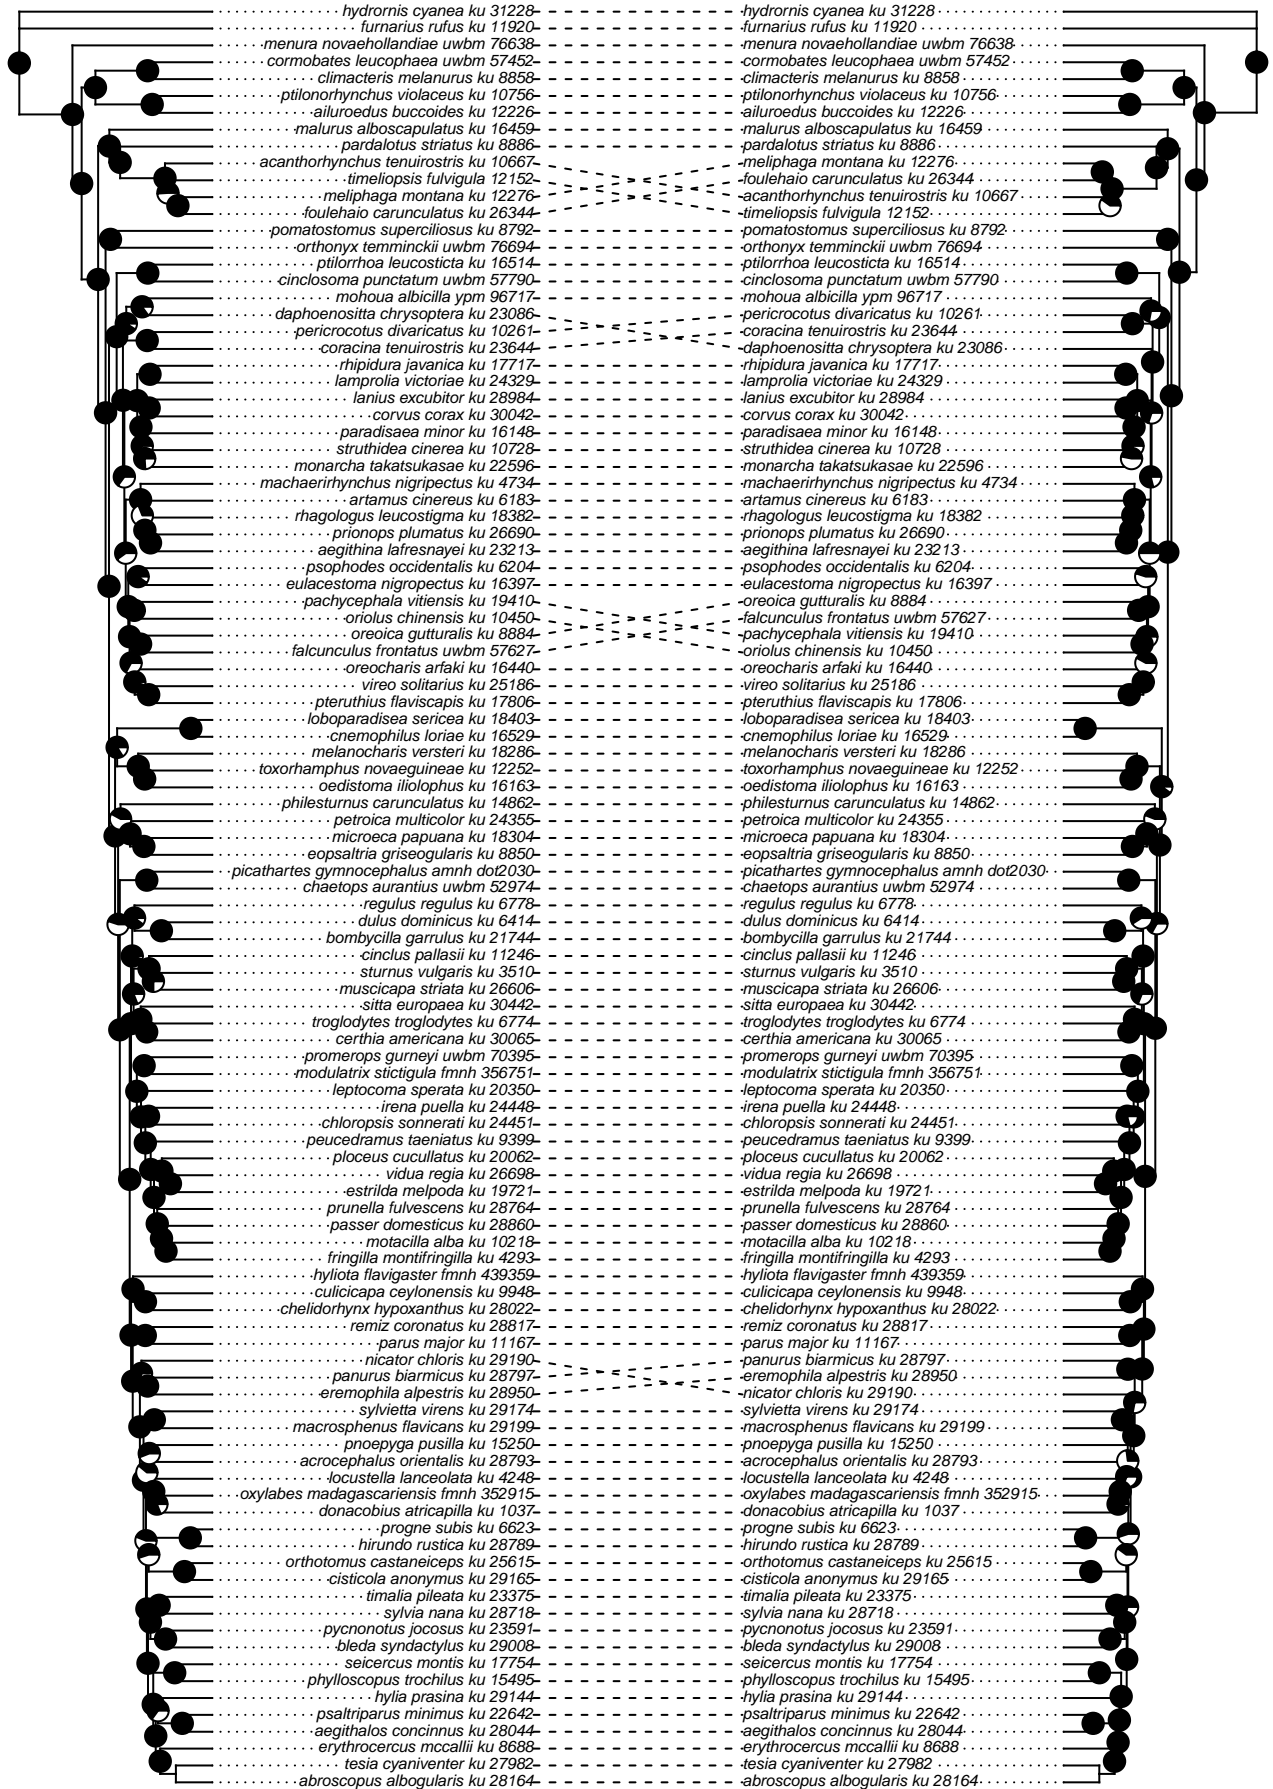 hydrornis cyanea ku 31228 hydrornis cyanea ku 31228
furnarius rufus ku 11920 furnarius rufus ku 11920
menura novaehollandiae uwbm 76638 menura novaehollandiae uwbm 76638
cormobates leucophaea uwbm 57452 cormobates leucophaea uwbm 57452
climacteris melanurus ku 8858 climacteris melanurus ku 8858
ptilonorhynchus violaceus ku 10756 ptilonorhynchus violaceus ku 10756
ailuroedus buccoides ku 12226 ailuroedus buccoides ku 12226
malurus alboscapulatus ku 16459 malurus alboscapulatus ku 16459
pardalotus striatus ku 8886 pardalotus striatus ku 8886
acanthorhynchus tenuirostris ku 10667 meliphaga montana ku 12276
timeliopsis fulvigula 12152 foulehaio carunculatus ku 26344
meliphaga montana ku 12276 acanthorhynchus tenuirostris ku 10667
foulehaio carunculatus ku 26344 timeliopsis fulvigula 12152
pomatostomus superciliosus ku 8792 pomatostomus superciliosus ku 8792
orthonyx temminckii uwbm 76694 orthonyx temminckii uwbm 76694
ptilorrhoa leucosticta ku 16514 ptilorrhoa leucosticta ku 16514
cinclosoma punctatum uwbm 57790 cinclosoma punctatum uwbm 57790
mohoua albicilla ypm 96717 mohoua albicilla ypm 96717
daphoenositta chrysoptera ku 23086 pericrocotus divaricatus ku 10261
pericrocotus divaricatus ku 10261 coracina tenuirostris ku 23644
coracina tenuirostris ku 23644 daphoenositta chrysoptera ku 23086
rhipidura javanica ku 17717 rhipidura javanica ku 17717
lamprolia victoriae ku 24329 lamprolia victoriae ku 24329
lanius excubitor ku 28984 lanius excubitor ku 28984
corvus corax ku 30042 corvus corax ku 30042
paradisaea minor ku 16148 paradisaea minor ku 16148
struthidea cinerea ku 10728 struthidea cinerea ku 10728
monarcha takatsukasae ku 22596 monarcha takatsukasae ku 22596
machaerirhynchus nigripectus ku 4734 machaerirhynchus nigripectus ku 4734
artamus cinereus ku 6183 artamus cinereus ku 6183
rhagologus leucostigma ku 18382 rhagologus leucostigma ku 18382
prionops plumatus ku 26690 prionops plumatus ku 26690
aegithina lafresnayei ku 23213 aegithina lafresnayei ku 23213
psophodes occidentalis ku 6204 psophodes occidentalis ku 6204
eulacestoma nigropectus ku 16397 eulacestoma nigropectus ku 16397
pachycephala vitiensis ku 19410 oreoica gutturalis ku 8884
oriolus chinensis ku 10450 falcunculus frontatus uwbm 57627
oreoica gutturalis ku 8884 pachycephala vitiensis ku 19410
falcunculus frontatus uwbm 57627 oriolus chinensis ku 10450
oreocharis arfaki ku 16440 oreocharis arfaki ku 16440
vireo solitarius ku 25186 vireo solitarius ku 25186
pteruthius flaviscapis ku 17806 pteruthius flaviscapis ku 17806
loboparadisea sericea ku 18403 loboparadisea sericea ku 18403
cnemophilus loriae ku 16529 cnemophilus loriae ku 16529
melanocharis versteri ku 18286 melanocharis versteri ku 18286
toxorhamphus novaeguineae ku 12252 toxorhamphus novaeguineae ku 12252
oedistoma iliolophus ku 16163 oedistoma iliolophus ku 16163
philesturnus carunculatus ku 14862 philesturnus carunculatus ku 14862
petroica multicolor ku 24355 petroica multicolor ku 24355
microeca papuana ku 18304 microeca papuana ku 18304
eopsaltria griseogularis ku 8850 eopsaltria griseogularis ku 8850
picathartes gymnocephalus amnh dot2030 picathartes gymnocephalus amnh dot2030
chaetops aurantius uwbm 52974 chaetops aurantius uwbm 52974
regulus regulus ku 6778 regulus regulus ku 6778
dulus dominicus ku 6414 dulus dominicus ku 6414
bombycilla garrulus ku 21744 bombycilla garrulus ku 21744
cinclus pallasii ku 11246 cinclus pallasii ku 11246
sturnus vulgaris ku 3510 sturnus vulgaris ku 3510
muscicapa striata ku 26606 muscicapa striata ku 26606
sitta europaea ku 30442 sitta europaea ku 30442
troglodytes troglodytes ku 6774 troglodytes troglodytes ku 6774
certhia americana ku 30065 certhia americana ku 30065
promerops gurneyi uwbm 70395 promerops gurneyi uwbm 70395
modulatrix stictigula fmnh 356751 modulatrix stictigula fmnh 356751
leptocoma sperata ku 20350 leptocoma sperata ku 20350
irena puella ku 24448 irena puella ku 24448
chloropsis sonnerati ku 24451 chloropsis sonnerati ku 24451
peucedramus taeniatus ku 9399 peucedramus taeniatus ku 9399
ploceus cucullatus ku 20062 ploceus cucullatus ku 20062
vidua regia ku 26698 vidua regia ku 26698
estrilda melpoda ku 19721 estrilda melpoda ku 19721
prunella fulvescens ku 28764 prunella fulvescens ku 28764
passer domesticus ku 28860 passer domesticus ku 28860
motacilla alba ku 10218 motacilla alba ku 10218
fringilla montifringilla ku 4293 fringilla montifringilla ku 4293
hyliota flavigaster fmnh 439359 hyliota flavigaster fmnh 439359
culicicapa ceylonensis ku 9948 culicicapa ceylonensis ku 9948
chelidorhynx hypoxanthus ku 28022 chelidorhynx hypoxanthus ku 28022
remiz coronatus ku 28817 remiz coronatus ku 28817
parus major ku 11167 parus major ku 11167
nicator chloris ku 29190 panurus biarmicus ku 28797
panurus biarmicus ku 28797 eremophila alpestris ku 28950
eremophila alpestris ku 28950 nicator chloris ku 29190
sylvietta virens ku 29174 sylvietta virens ku 29174
macrosphenus flavicans ku 29199 macrosphenus flavicans ku 29199
pnoepyga pusilla ku 15250 pnoepyga pusilla ku 15250
acrocephalus orientalis ku 28793 acrocephalus orientalis ku 28793
locustella lanceolata ku 4248 locustella lanceolata ku 4248
oxylabes madagascariensis fmnh 352915 oxylabes madagascariensis fmnh 352915
donacobius atricapilla ku 1037 donacobius atricapilla ku 1037
progne subis ku 6623 progne subis ku 6623
hirundo rustica ku 28789 hirundo rustica ku 28789
orthotomus castaneiceps ku 25615 orthotomus castaneiceps ku 25615
cisticola anonymus ku 29165 cisticola anonymus ku 29165
timalia pileata ku 23375 timalia pileata ku 23375
sylvia nana ku 28718 sylvia nana ku 28718
pycnonotus jocosus ku 23591 pycnonotus jocosus ku 23591
bleda syndactylus ku 29008 bleda syndactylus ku 29008
seicercus montis ku 17754 seicercus montis ku 17754
phylloscopus trochilus ku 15495 phylloscopus trochilus ku 15495
hylia prasina ku 29144 hylia prasina ku 29144
psaltriparus minimus ku 22642 psaltriparus minimus ku 22642
aegithalos concinnus ku 28044 aegithalos concinnus ku 28044
erythrocercus mccallii ku 8688 erythrocercus mccallii ku 8688
tesia cyaniventer ku 27982 tesia cyaniventer ku 27982
abroscopus albogularis ku 28164 abroscopus albogularis ku 28164